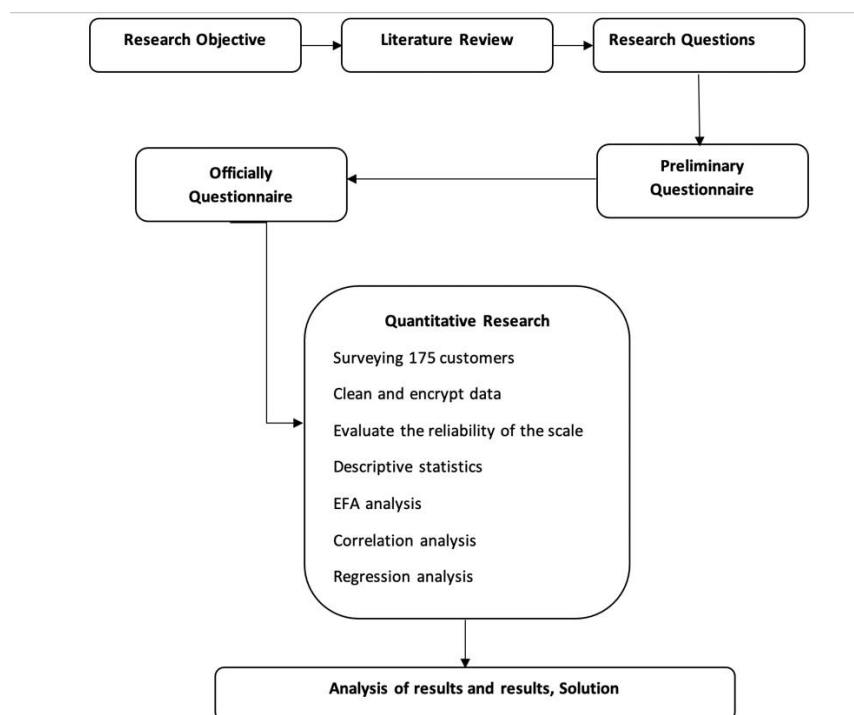 Research Objective
Literature Review
Research Questions
Preliminary
Questionnaire
Officially
Questionnaire
Quantitative Research
Surveying 175 customers
Clean and encrypt data
Evaluate the reliability of the scale
Descriptive statistics
EFA analysis
Correlation analysis
Regression analysis
Analysis of results and results, Solution